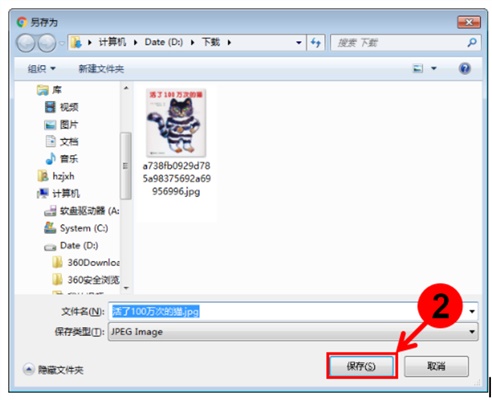 另存为
计算机 ▸ Date (D:) ▸ 下载 ▸
搜索 下载
组织 新建文件夹
库
视频
图片
文档
音乐
hzjxh
计算机
软盘驱动器 (A:
System (C:)
Date (D:)
360Downloa
360安全浏览
活了100万次的猫
a738fb0929d78
5a98375692a69
956996.jpg
文件名(N): 活了100万次的猫.jpg
保存类型(T): JPEG Image
2
隐藏文件夹
保存(S)
取消